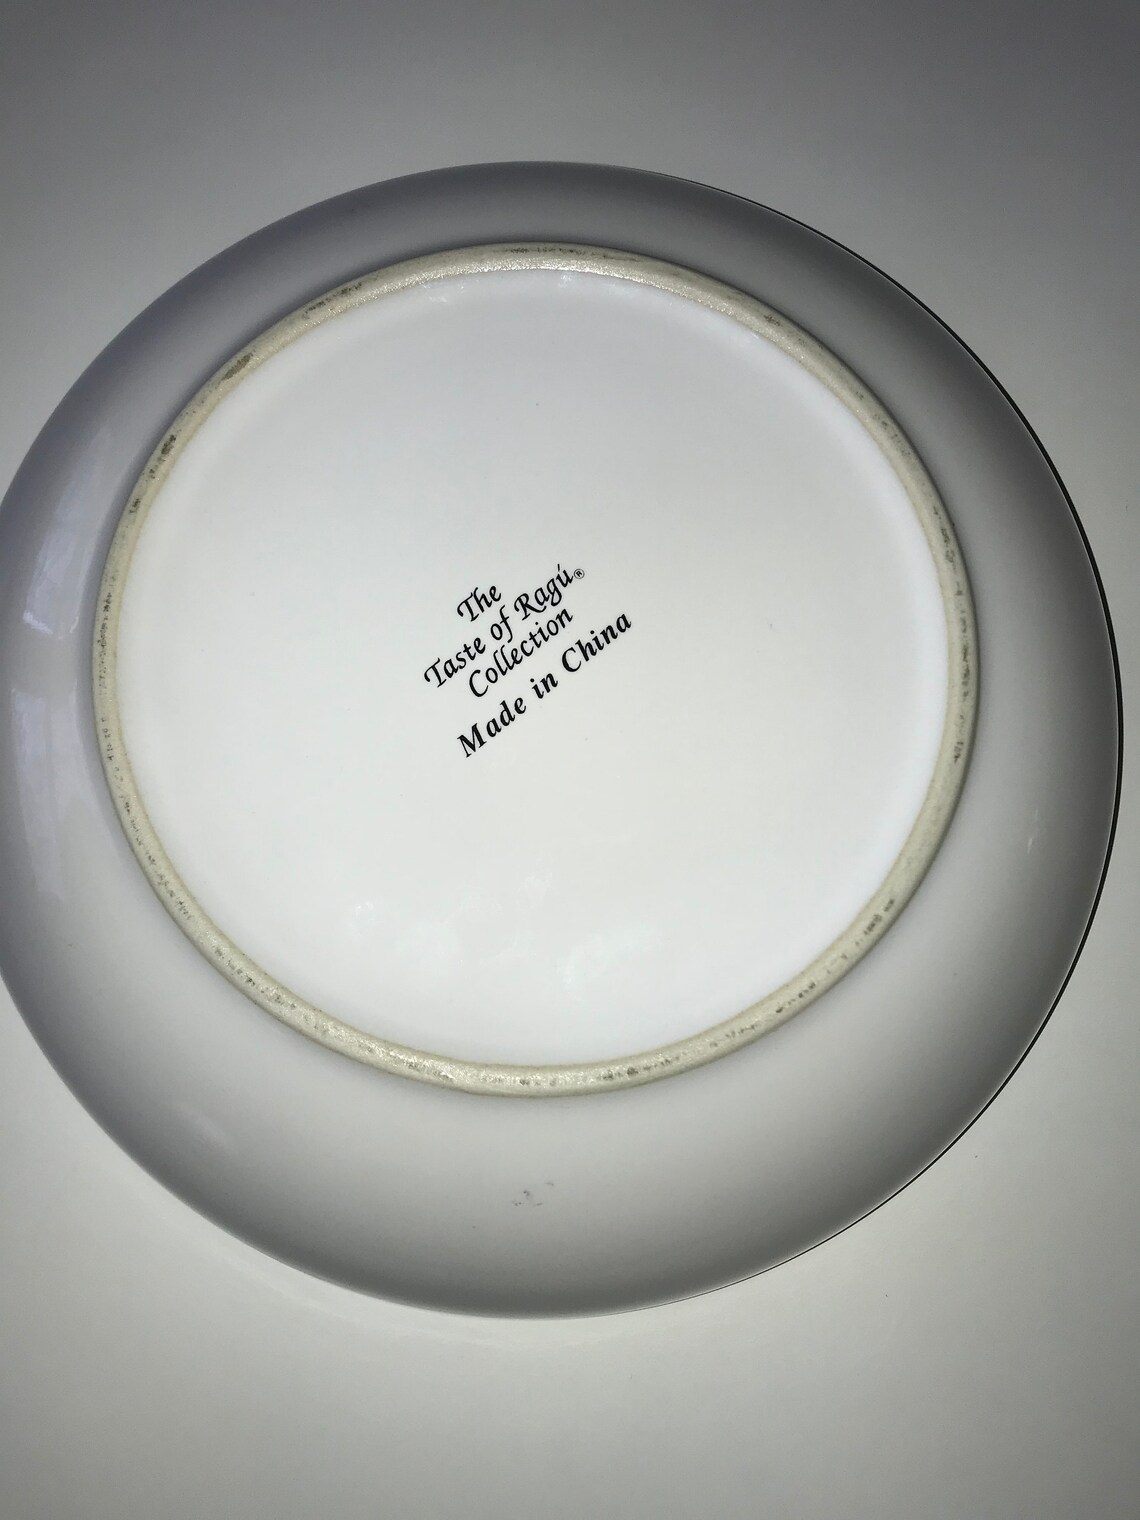 The
Taste of Ragú®
Collection
Made in China